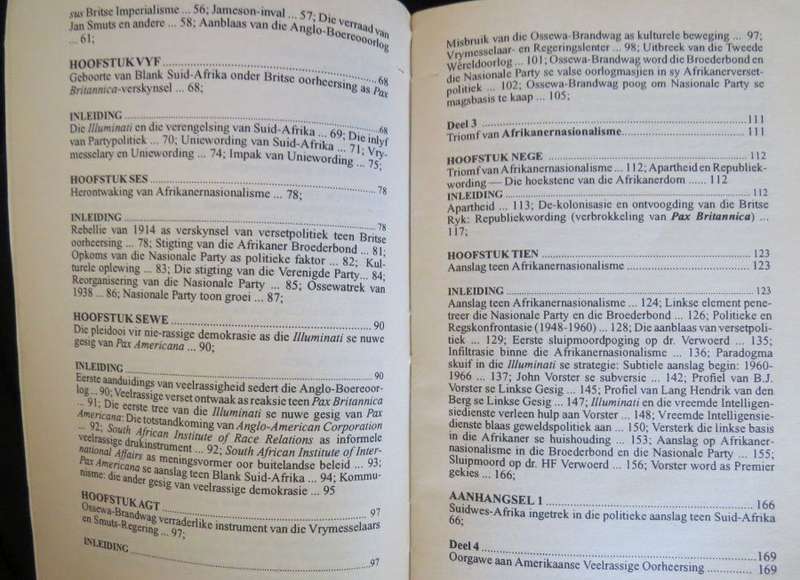 sus Britse Imperialisme ... 56; Jameson-inval ... 57; Die verraad van
Jan Smuts en andere ... 58; Aanblaas van die Anglo-Boereoorlog
... 61;
HOOFSTUK VYF
Geboorte van Blank Suid-Afrika onder Britse oorheersing as Pax 68
Britannica-verskynsel ... 68;
INLEIDING 68
Die Illuminati en die verengelsing van Suid-Afrika ... 69; Die inlyf
van Partypolitiek ... 70; Uniewording van Suid-Afrika ... 71; Vry-
messelary en Uniewording ... 74; Impak van Uniewording ... 75;
HOOFSTUK SES 78
Herontwaking van Afrikanernasionalisme ... 78;
INLEIDING 78
Rebellie van 1914 as verskynsel van versetpolitiek teen Britse
oorheersing ... 78; Stigting van die Afrikaner Broederbond ... 81;
Opkoms van die Nasionale Party as politieke faktor ... 82; Kul-
turele oplewing ... 83; Die stigting van die Verenigde Party... 84;
Reorganisering van die Nasionale Party ... 85; Ossewatrek van
1938 ... 86; Nasionale Party toon groei ... 87;
HOOFSTUK SEWE 90
Die pleidooi vir nie-rassige demokrasie as die Illuminati se nuwe
gesig van Pax Americana ... 90;
INLEIDING 90
Eerste aanduidings van veelrassigheid sedert die Anglo-Boereoor-
log... 90; Veelrassige verset ontwaak as reaksie teen Pax Britannica
... 91; Die eerste tree van die Illuminati se nuwe gesig van Pax
Americana: Die totstandkoming van Anglo-American Corporation
... 92; South African Institute of Race Relations as informele
veelrassige drukinstrument ... 92; South African Institute of Inter-
national Affairs as meningsvormer oor buitelandse beleid ... 93;
Pax Americana se aanslag teen Blank Suid-Afrika ... 94; Kommu-
nisme: die ander gesig van veelrassige demokrasie ... 95
HOOFSTUK AGT 97
Ossewa-Brandwag verraderlike instrument van die Vrymesselaars
en Smuts-Regering ... 97;
INLEIDING 97
Misbruik van die Ossewa-Brandwag as kulturele beweging ... 97;
Vrymesselaar- en Regeringslenter ... 98; Uitbreek van die Tweede
Wêreldoorlog ... 101; Ossewa-Brandwag word die Broederbond en
die Nasionale Party se valse oorlogmasjien in sy Afrikanerverset-
politiek ... 102; Ossewa-Brandwag poog om Nasionale Party se
magsbasis te kaap ... 105;
Deel 3 111
Triomf van Afrikanernasionalisme 111
HOOFSTUK NEGE 112
Triomf van Afrikanernasionalisme ... 112; Apartheid en Republiek-
wording — Die hoekstene van die Afrikanerdom ...... 112
INLEIDING 112
Apartheid ... 113; De-kolonisasie en ontvoogding van die Britse
Ryk: Republiekwording (verbrokkeling van Pax Britannica) ...
117;
HOOFSTUK TIEN 123
Aanslag teen Afrikanernasionalisme 123
INLEIDING 123
Aanslag teen Afrikanernasionalisme ... 124; Linkse element pene-
treer die Nasionale Party en die Broederbond ... 126; Politieke en
Regskonfrontasie (1948-1960) ... 128; Die aanblaas van versetpoli-
tiek ... 129; Eerste sluipmoordpoging op dr. Verwoerd ... 135;
Infiltrasie binne die Afrikanernasionalisme ... 136; Paradogma
skuif in die Illuminati se strategie: Subtiele aanslag begin: 1960-
1966 ... 137; John Vorster se subversie ... 142; Profiel van B.J.
Vorster se Linkse Gesig ... 145; Profiel van Lang Hendrik van den
Berg se Linkse Gesig ... 147; Illuminati en die vreemde Intelligen-
siedienste verleen hulp aan Vorster ... 148; Vreemde Intelligensie-
dienste blaas geweldspolitiek aan ... 150; Versterk die linkse basis
in die Afrikaner se huishouding ... 153; Aanslag op Afrikaner-
nasionalisme in die Broederbond en die Nasionale Party ... 155;
Sluipmoord op dr. HF Verwoerd ... 156; Vorster word as Premier
gekies ... 166;
AANHANGSEL 1 166
Suidwes-Afrika ingetrek in die politieke aanslag teen Suid-Afrika
66;
Deel 4 169
Oorgawe aan Amerikaanse Veelrassige Oorheersing 169